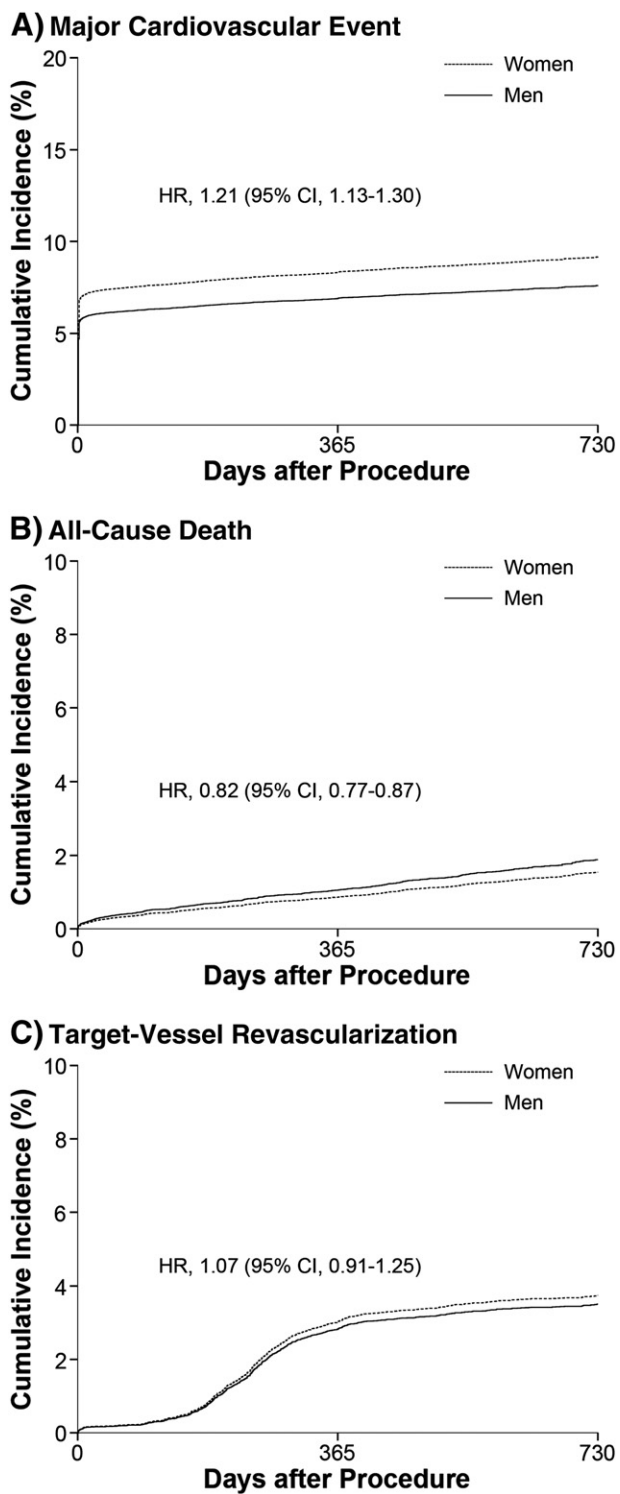 A) Major Cardiovascular Event
20
Women
Men
15
HR, 1.21 (95% CI, 1.13-1.30)
10
5
0
Cumulative Incidence (%)
0 365 730
Days after Procedure
B) All-Cause Death
10
Women
Men
8
6
4
HR, 0.82 (95% CI, 0.77-0.87)
2
0
Cumulative Incidence (%)
0 365 730
Days after Procedure
C) Target-Vessel Revascularization
10
Women
Men
8
6
HR, 1.07 (95% CI, 0.91-1.25)
4
2
0
Cumulative Incidence (%)
0 365 730
Days after Procedure